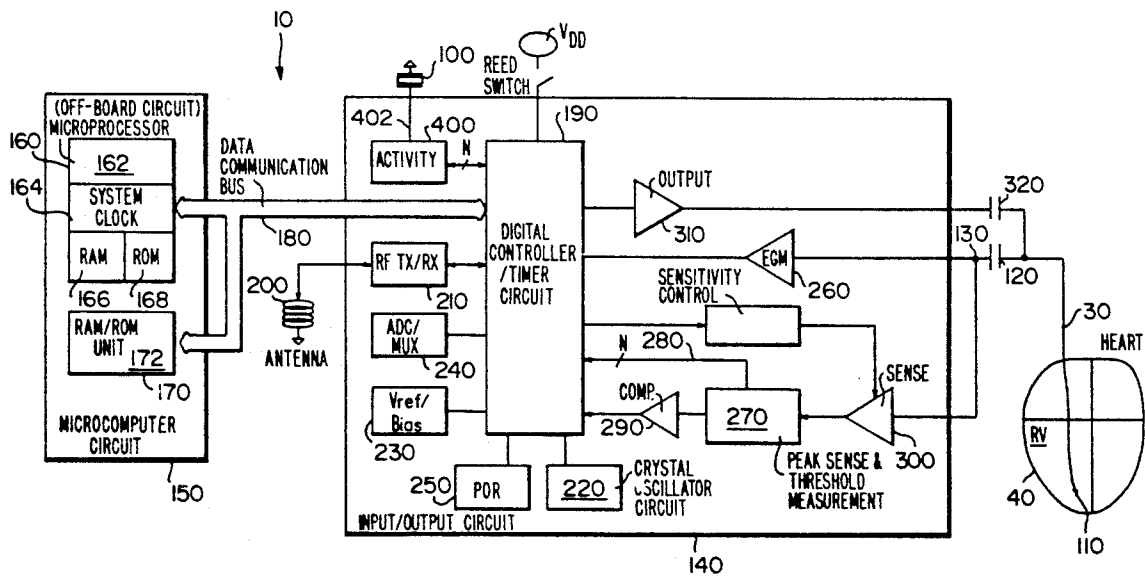 10
(OFF-BOARD CIRCUIT)
MICROPROCESSOR
160
162
164
SYSTEM
CLOCK
RAM
ROM
166
168
RAM/ROM
UNIT
172
170
MICROCOMPUTER
CIRCUIT
150
DATA
COMMUNICATION
BUS
180
200
ANTENNA
100
402
400
ACTIVITY
N
REED
SWITCH
VDD
190
DIGITAL
CONTROLLER
/TIMER
CIRCUIT
RF TX/RX
210
ADC/
MUX
240
Vref/
Bias
230
250
POR
220
CRYSTAL
OSCILLATOR
CIRCUIT
INPUT/OUTPUT CIRCUIT
140
OUTPUT
310
EGM
260
SENSITIVITY
CONTROL
N
280
COMP.
290
270
PEAK SENSE &
THRESHOLD
MEASUREMENT
SENSE
300
130
320
120
30
HEART
RV
40
110